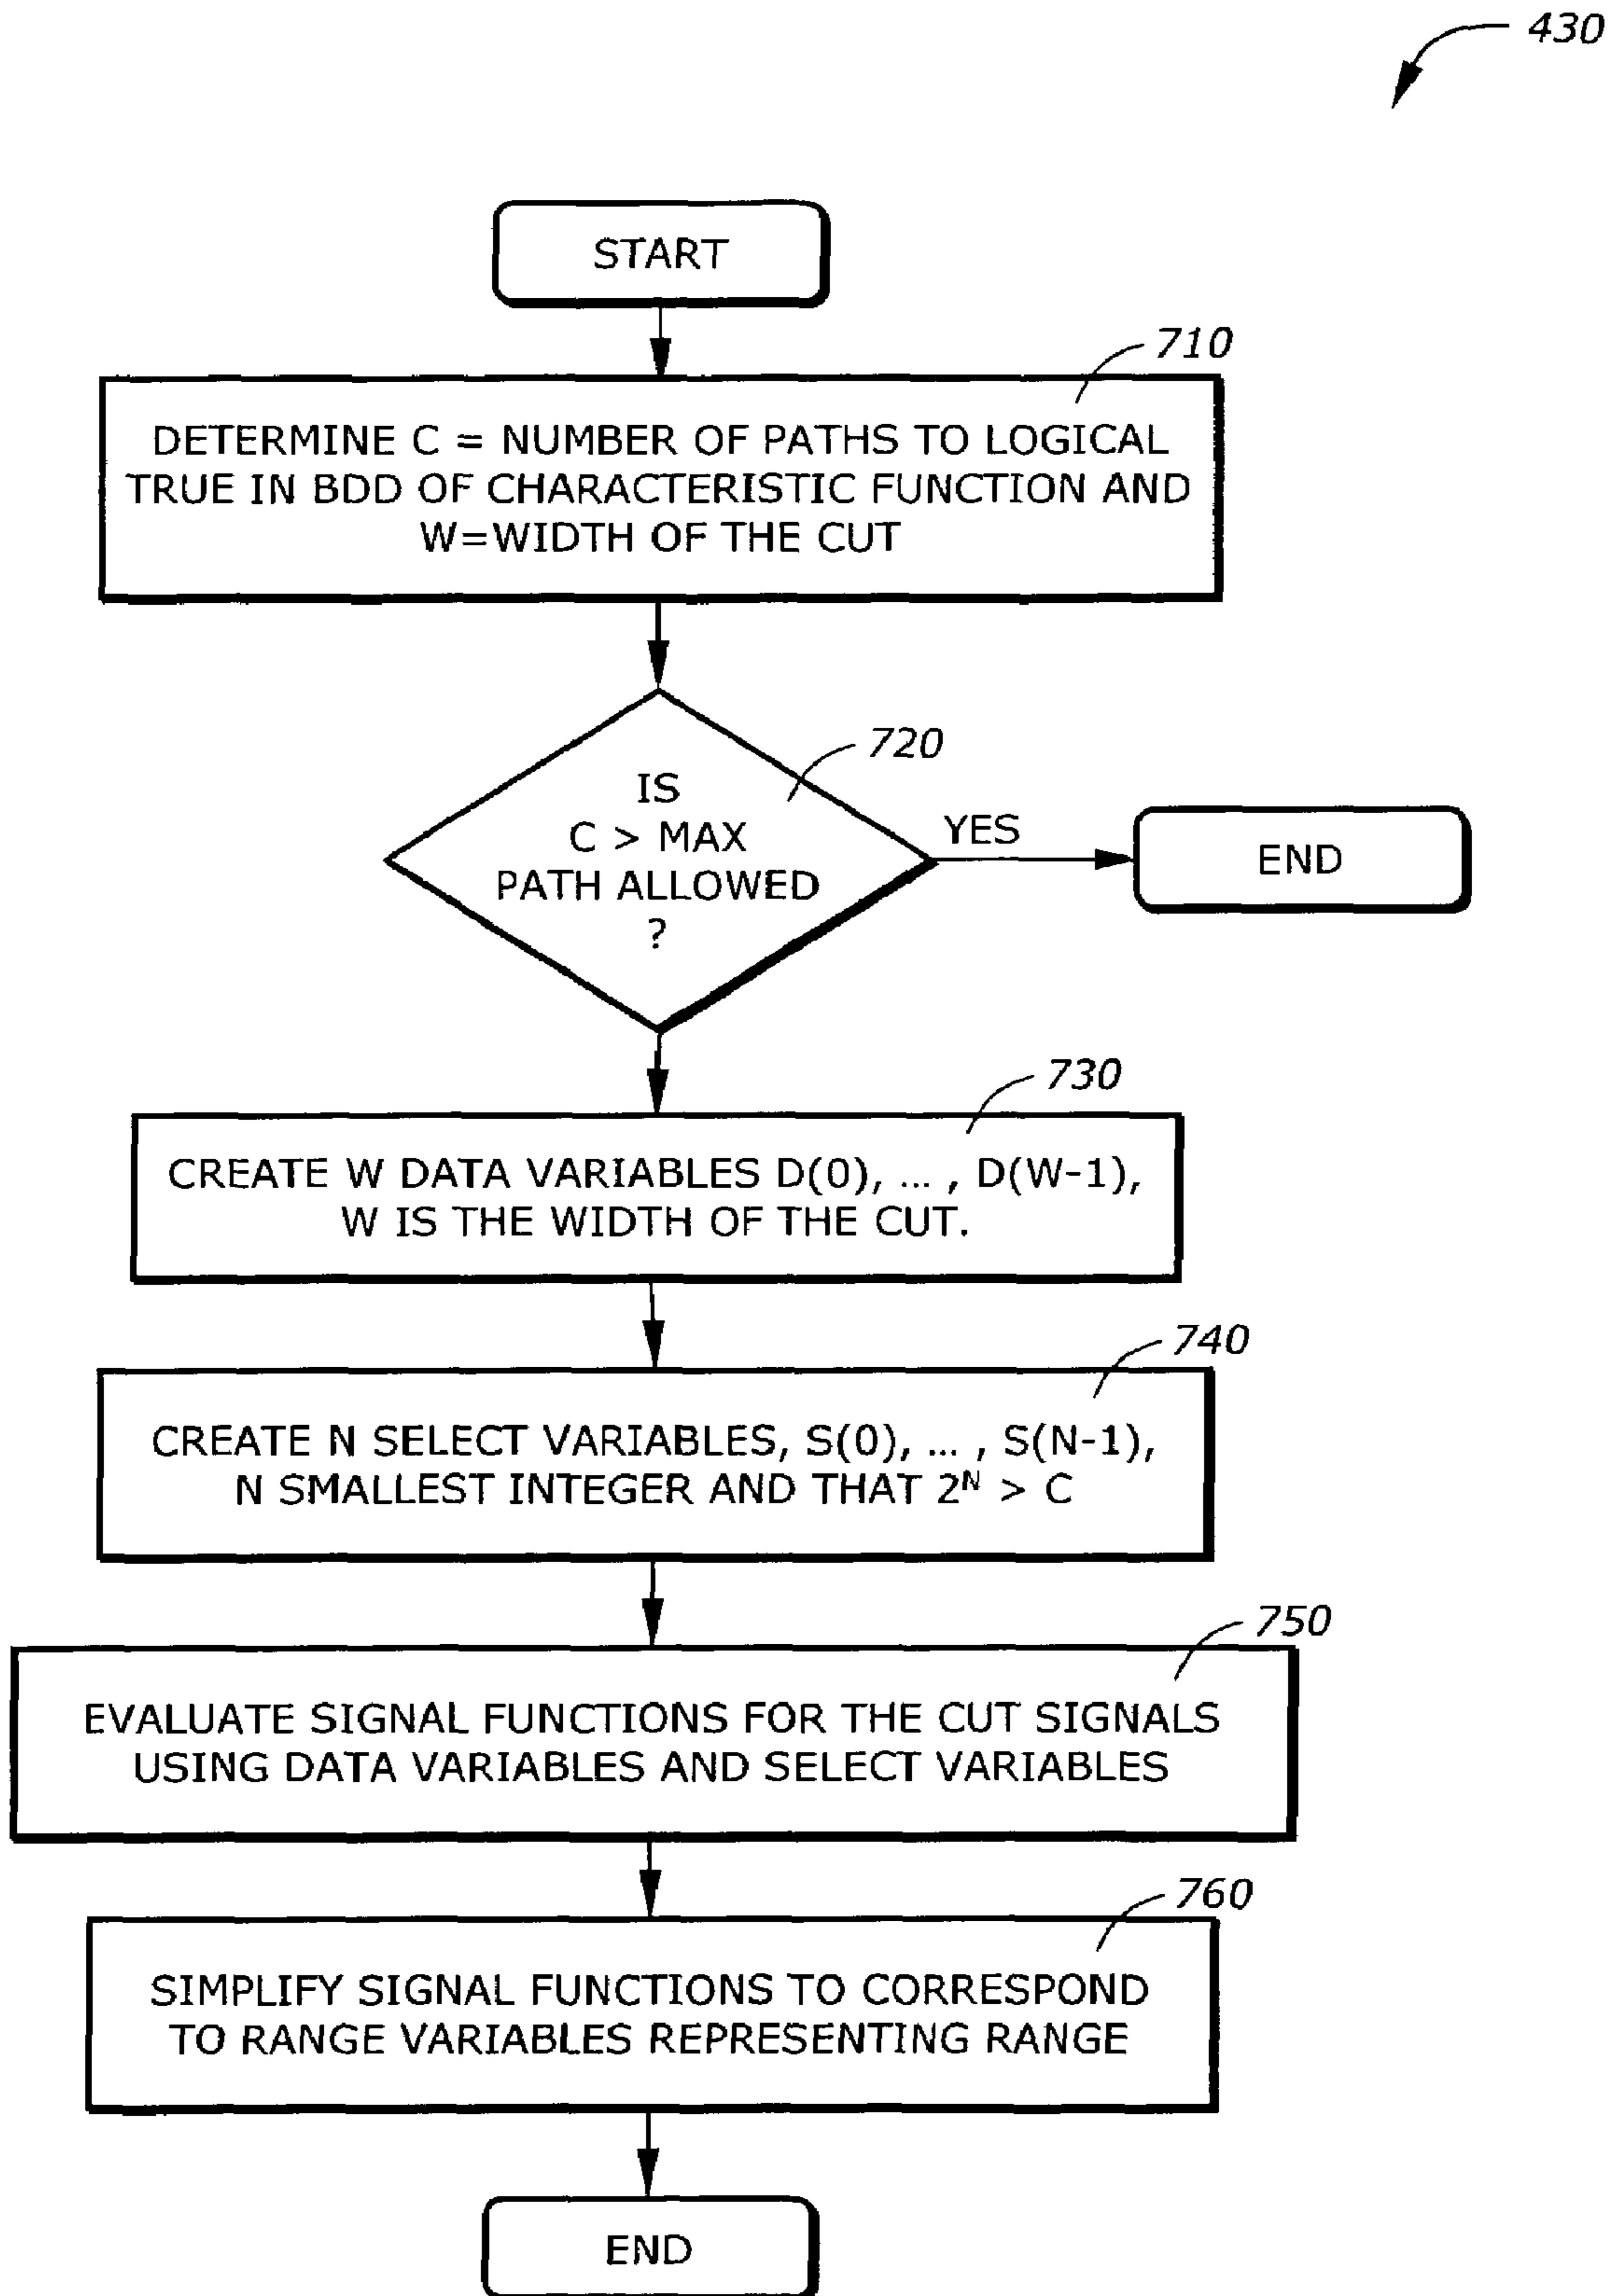 430
START
710
DETERMINE C = NUMBER OF PATHS TO LOGICAL
TRUE IN BDD OF CHARACTERISTIC FUNCTION AND
W=WIDTH OF THE CUT
720
IS
C > MAX
PATH ALLOWED
?
YES
END
730
CREATE W DATA VARIABLES D(0), ... , D(W-1),
W IS THE WIDTH OF THE CUT.
740
CREATE N SELECT VARIABLES, S(0), ... , S(N-1),
N SMALLEST INTEGER AND THAT 2ᴺ > C
750
EVALUATE SIGNAL FUNCTIONS FOR THE CUT SIGNALS
USING DATA VARIABLES AND SELECT VARIABLES
760
SIMPLIFY SIGNAL FUNCTIONS TO CORRESPOND
TO RANGE VARIABLES REPRESENTING RANGE
END